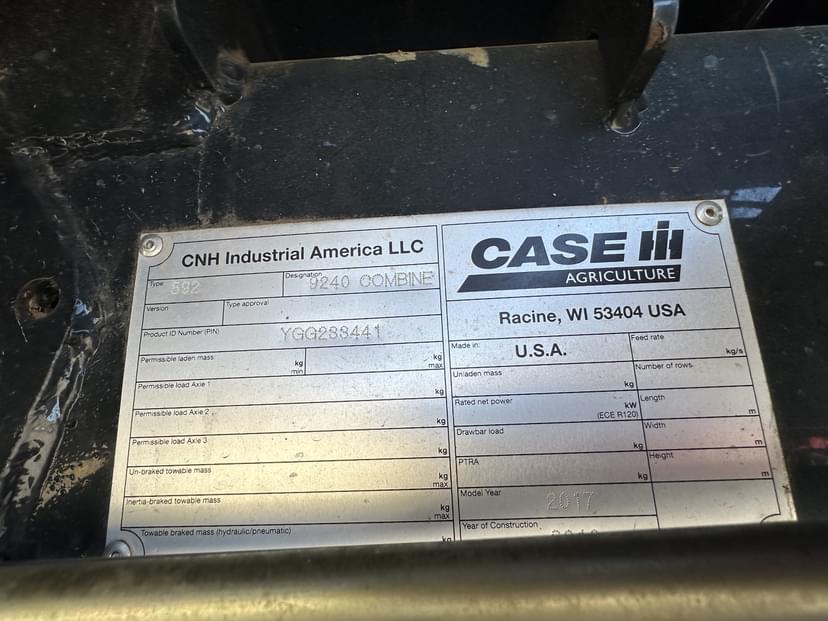 CNH Industrial America LLC
Type 592
Designation 9240 COMBINE
Version
Type approval
Product ID Number (PIN) YGG233441
Permissible laden mass kg min kg max
Permissible load Axle 1 kg
Permissible load Axle 2 kg
Permissible load Axle 3 kg
Un-braked towable mass kg max
Inertia-braked towable mass kg max
Towable braked mass (hydraulic/pneumatic) kg
CASE IH
AGRICULTURE
Racine, WI 53404 USA
Made in: U.S.A.
Feed rate kg/s
Unladen mass kg
Number of rows
Rated net power kW (ECE R120)
Length m
Drawbar load kg
Width m
PTRA kg
Height m
Model Year 2017
Year of Construction